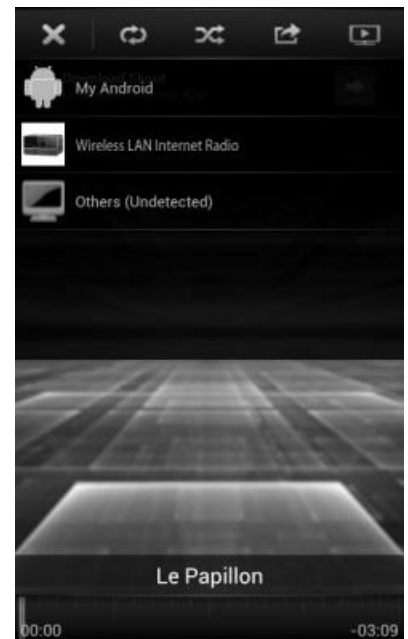 My Android
Wireless LAN Internet Radio
Others (Undetected)
Le Papillon
00:00
-03:09